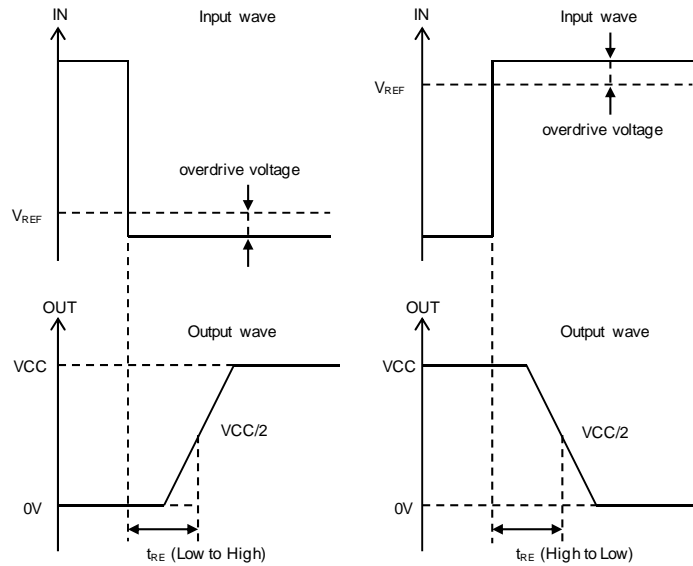 IN
Input wave
overdrive voltage
VREF
OUT
Output wave
VCC
VCC/2
0V
tRE (Low to High)
IN
Input wave
VREF
overdrive voltage
OUT
Output wave
VCC
VCC/2
0V
tRE (High to Low)